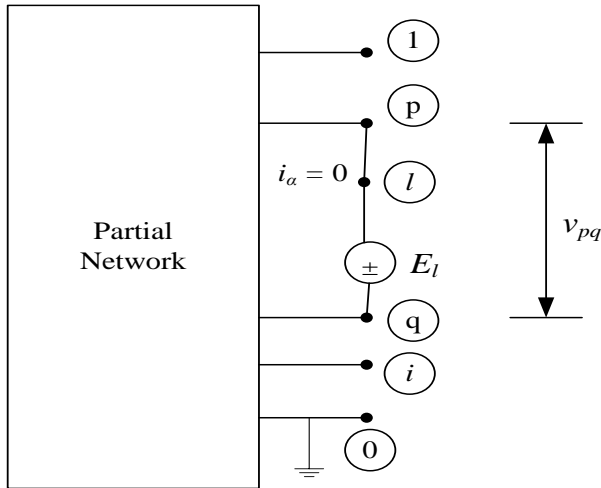 1
p
i_α = 0
l
Partial
Network
v_pq
± E_l
q
i
0